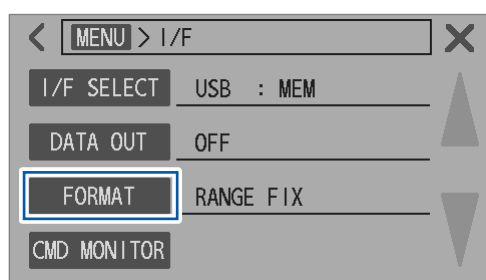 MENU > I/F
I/F SELECT USB : MEM
DATA OUT OFF
FORMAT RANGE FIX
CMD MONITOR